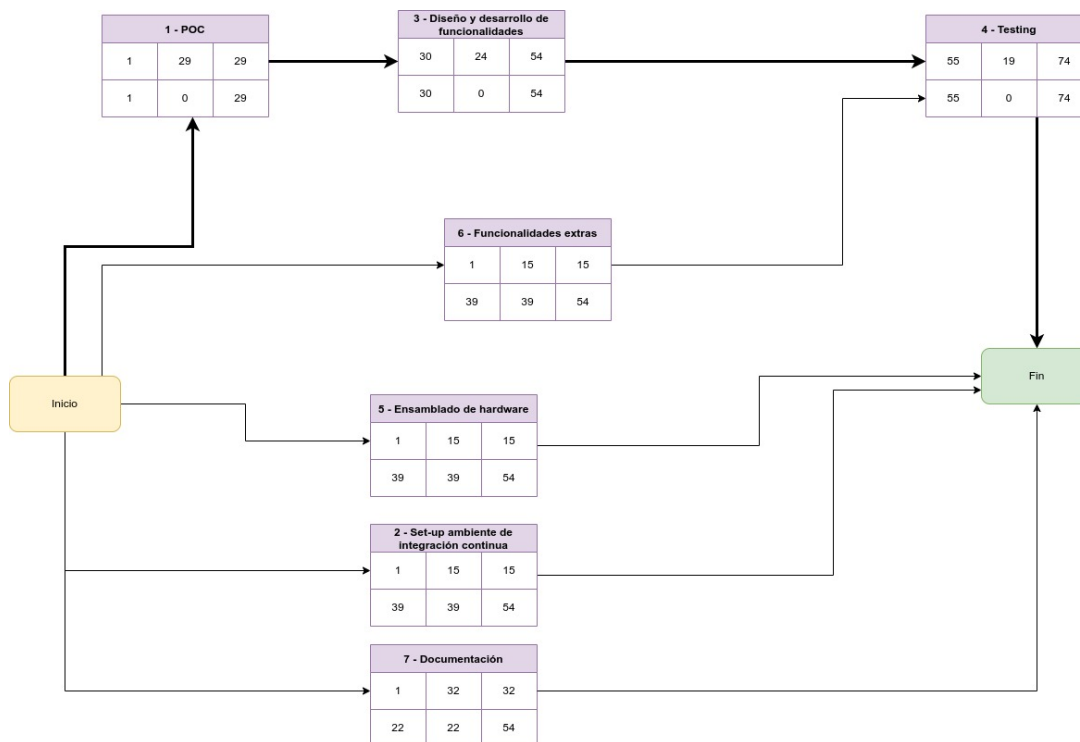 1 - POC
1 29 29
1 0 29
3 - Diseño y desarrollo de
funcionalidades
30 24 54
30 0 54
4 - Testing
55 19 74
55 0 74
6 - Funcionalidades extras
1 15 15
39 39 54
Inicio
Fin
5 - Ensamblado de hardware
1 15 15
39 39 54
2 - Set-up ambiente de
integración continua
1 15 15
39 39 54
7 - Documentación
1 32 32
22 22 54